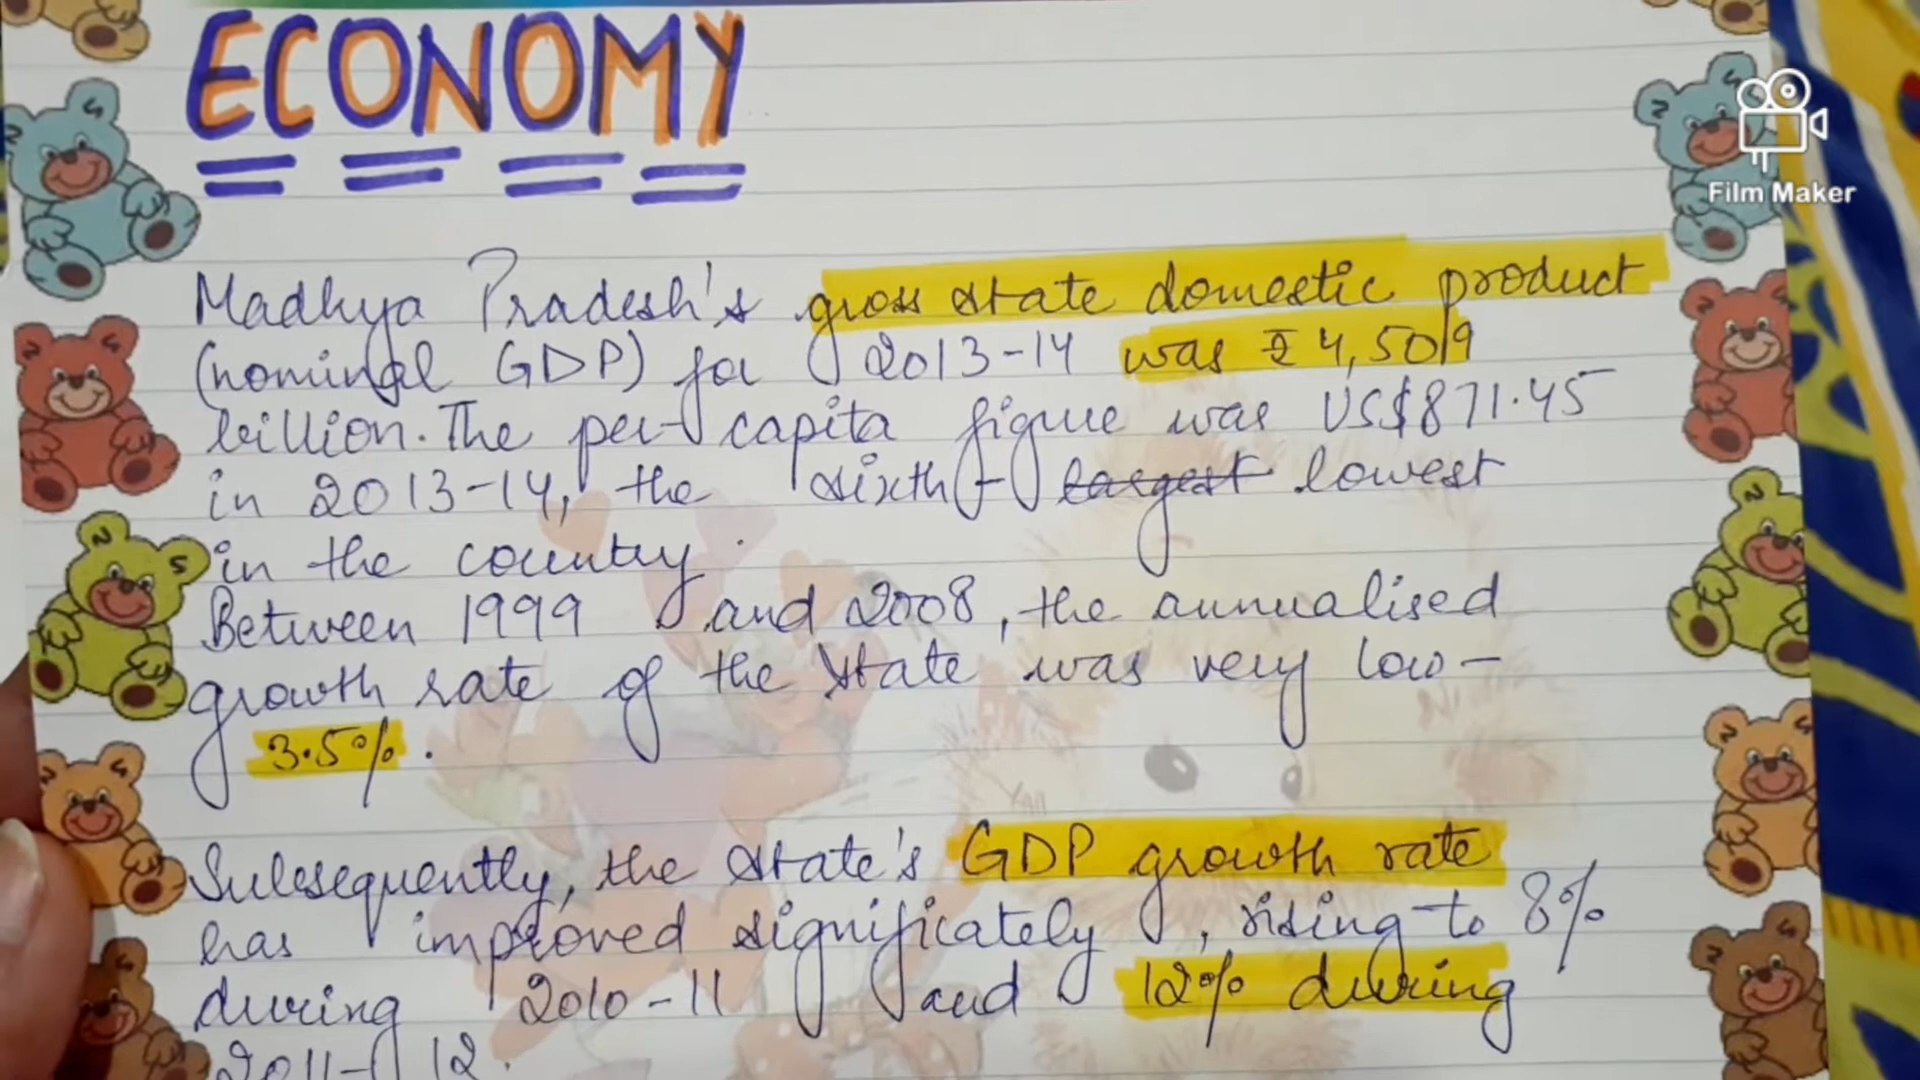 ECONOMY
Film Maker
Madhya Pradesh's gross state domestic product
(nominal GDP) for 2013-14 was ₹ 4,509
billion. The per-capita figure was US$871.45
in 2013-14, the sixth- largest lowest
in the country.
Between 1999 and 2008, the annualised
growth rate of the state was very low-
3.5%.
Subsequently, the state's GDP growth rate
has improved significately, rising to 8%
during 2010-11 and 12% during
2011-12.